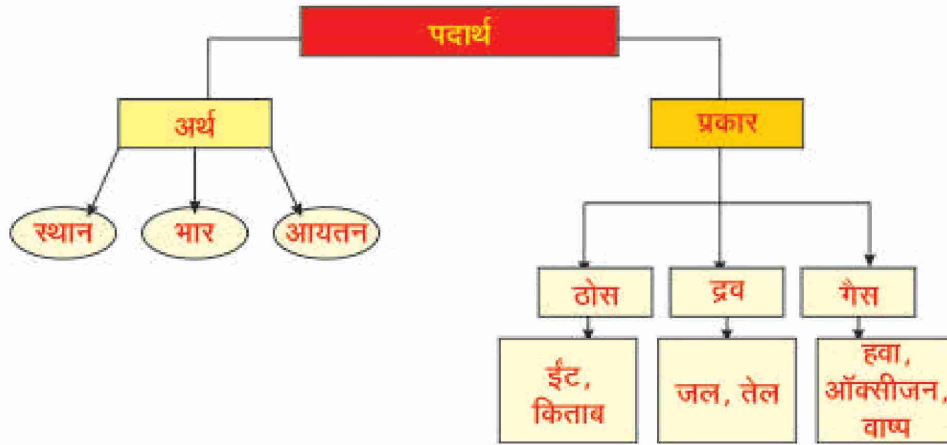 पदार्थ
अर्थ
प्रकार
स्थान
भार
आयतन
ठोस
द्रव
गैस
ईंट,
किताब
जल, तेल
हवा,
ऑक्सीजन,
वाष्प